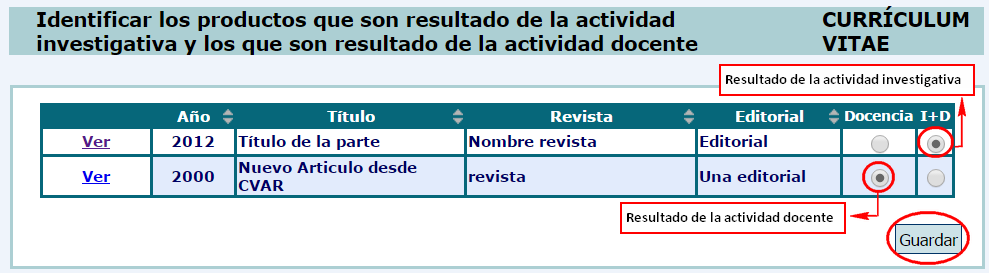 Identificar los productos que son resultado de la actividad
investigativa y los que son resultado de la actividad docente
CURRÍCULUM
VITAE
Resultado de la actividad investigativa
Año Título Revista Editorial Docencia I+D
Ver 2012 Título de la parte Nombre revista Editorial
Ver 2000 Nuevo Articulo desde
CVAR revista Una editorial
Resultado de la actividad docente
Guardar